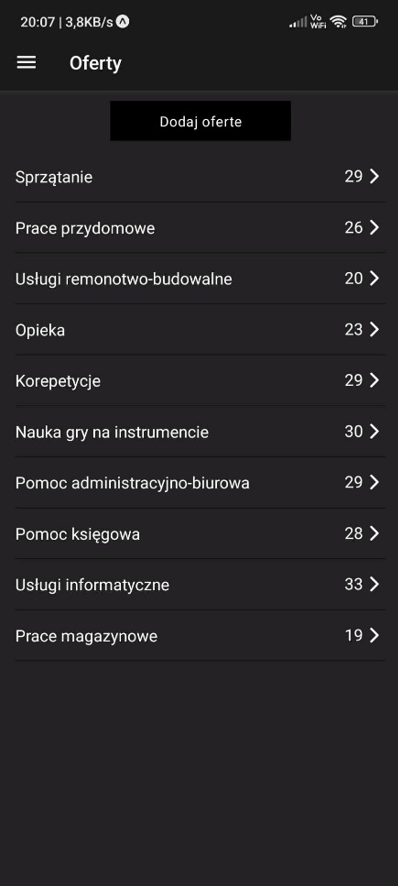 20:07 | 3,8KB/s
Vo
WiFi
41
Oferty
Dodaj oferte
Sprzątanie 29
Prace przydomowe 26
Usługi remonotwo-budowalne 20
Opieka 23
Korepetycje 29
Nauka gry na instrumencie 30
Pomoc administracyjno-biurowa 29
Pomoc księgowa 28
Usługi informatyczne 33
Prace magazynowe 19